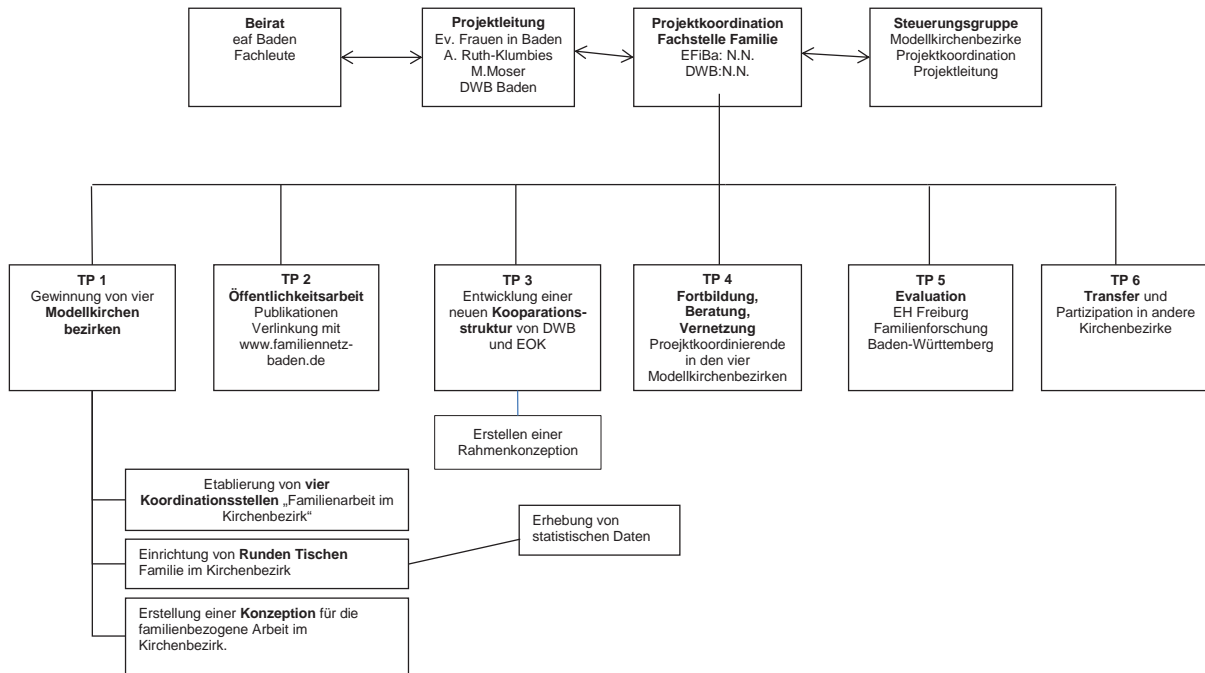 Beirat
eaf Baden
Fachleute
Projektleitung
Ev. Frauen in Baden
A. Ruth-Klumbies
M.Moser
DWB Baden
Projektkoordination
Fachstelle Familie
EFiBa: N.N.
DWB:N.N.
Steuerungsgruppe
Modellkirchenbezirke
Projektkoordination
Projektleitung
TP 1
Gewinnung von vier
Modellkirchen
bezirken
TP 2
Öffentlichkeitsarbeit
Publikationen
Verlinkung mit
www.familiennetz-
baden.de
TP 3
Entwicklung einer
neuen Kooparations-
struktur von DWB
und EOK
TP 4
Fortbildung,
Beratung,
Vernetzung
Proejktkoordinierende
in den vier
Modellkirchenbezirken
TP 5
Evaluation
EH Freiburg
Familienforschung
Baden-Württemberg
TP 6
Transfer und
Partizipation in andere
Kirchenbezirke
Erstellen einer
Rahmenkonzeption
Etablierung von vier
Koordinationsstellen „Familienarbeit im
Kirchenbezirk“
Erhebung von
statistischen Daten
Einrichtung von Runden Tischen
Familie im Kirchenbezirk
Erstellung einer Konzeption für die
familienbezogene Arbeit im
Kirchenbezirk.